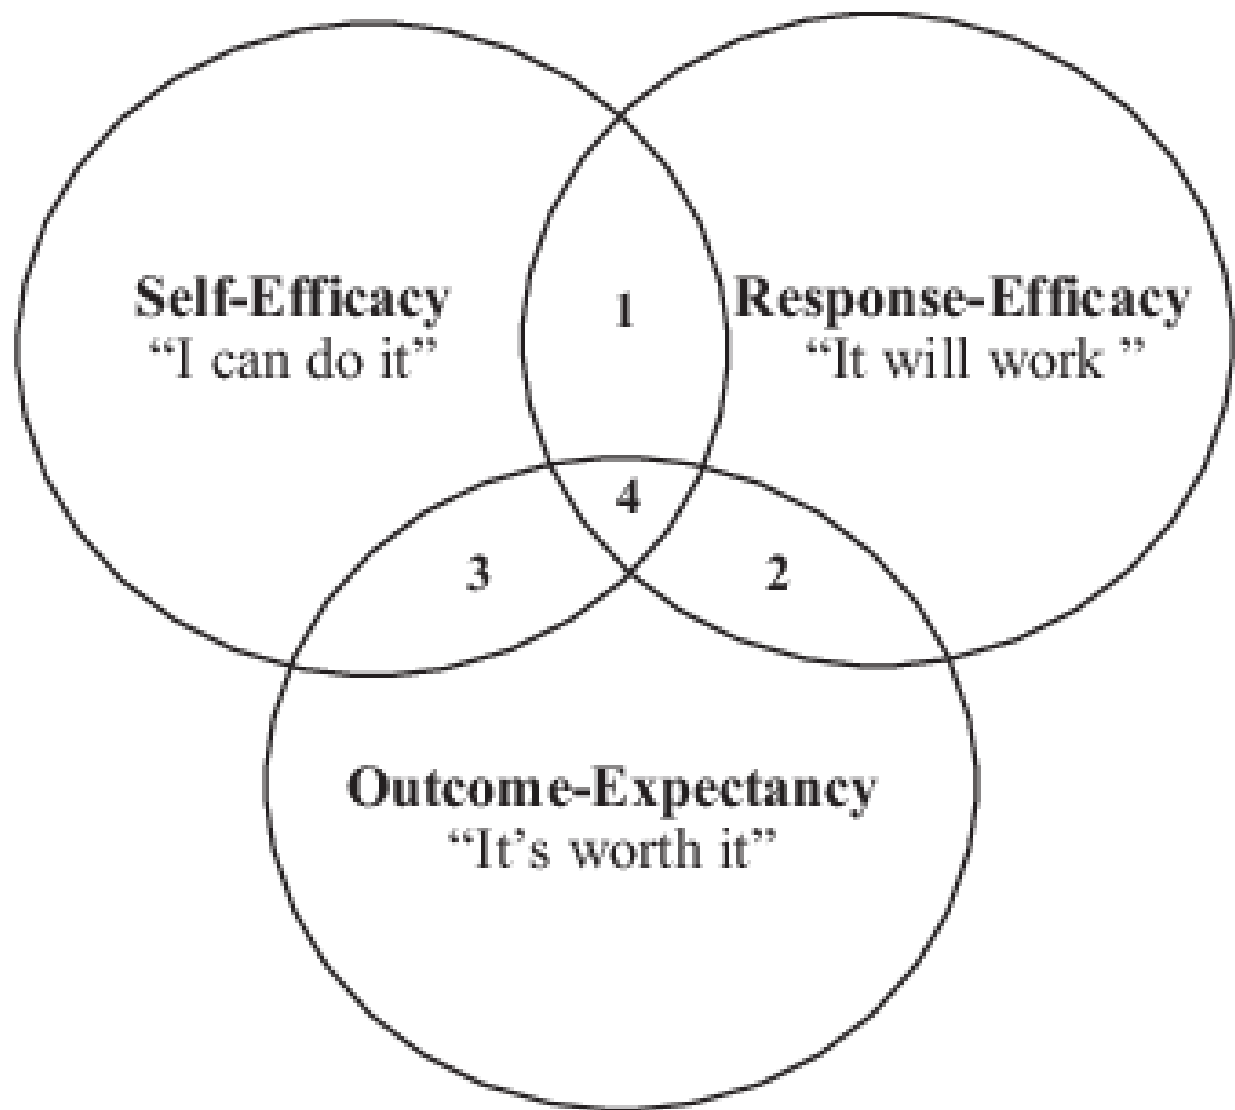 Self-Efficacy
“I can do it”
1
Response-Efficacy
“It will work ”
4
3
2
Outcome-Expectancy
“It’s worth it”